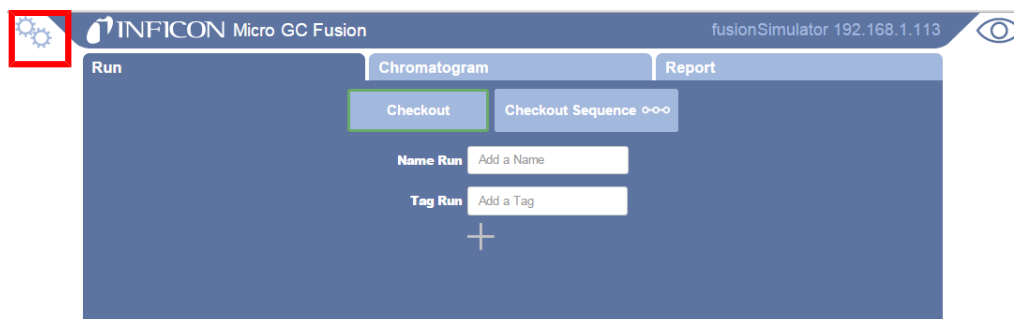 INFICON Micro GC Fusion fusionSimulator 192.168.1.113
Run Chromatogram Report
Checkout Checkout Sequence
Name Run Add a Name
Tag Run Add a Tag